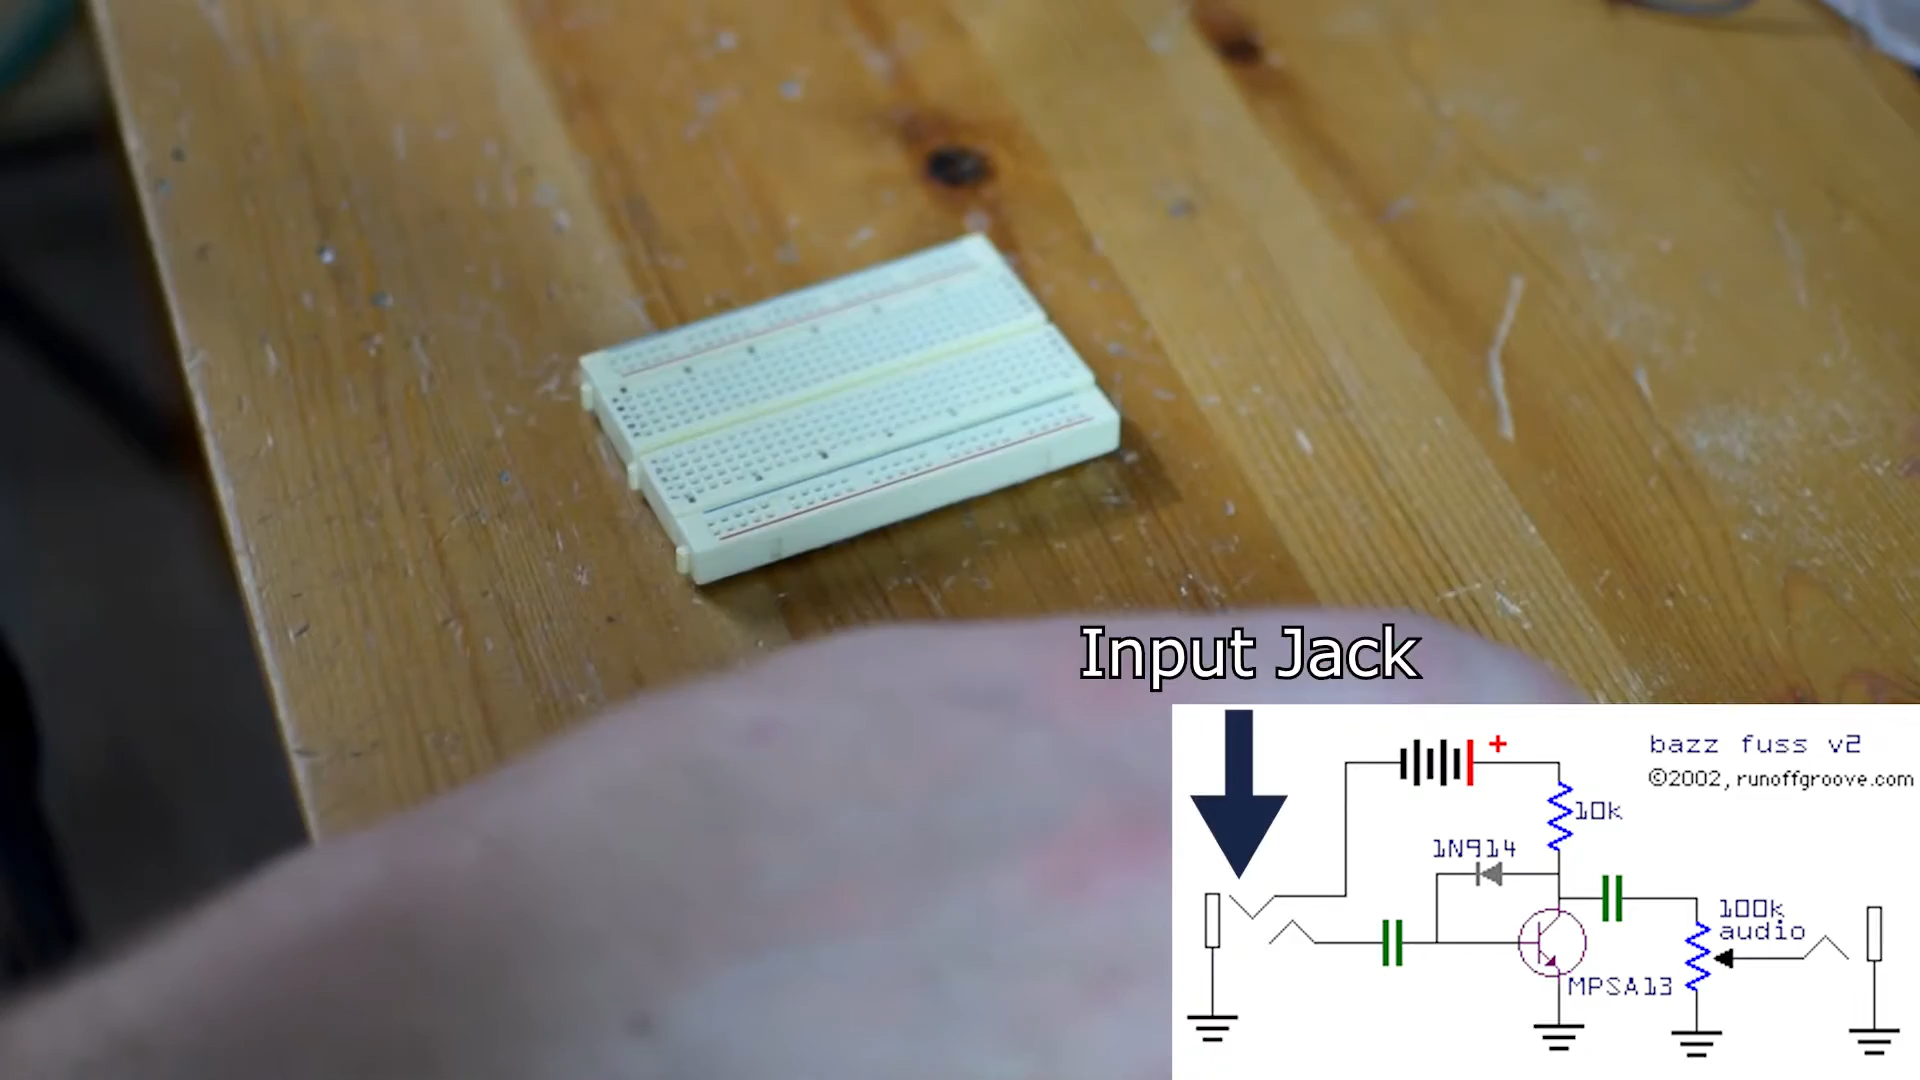 Input Jack
bazz fuss v2
©2002, runoffgroove.com
+
10k
1N914
100k
audio
MPSA13